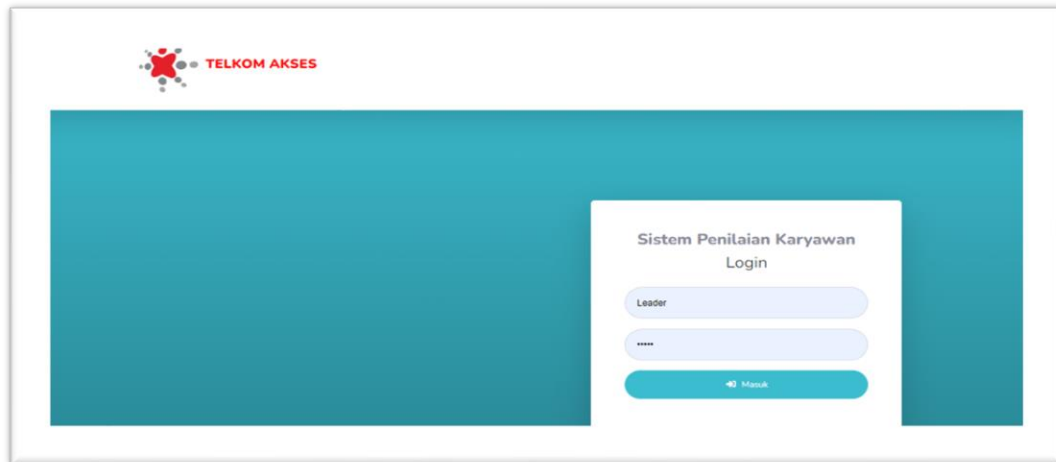 TELKOM AKSES
Sistem Penilaian Karyawan
Login
Leader
•••••
Masuk